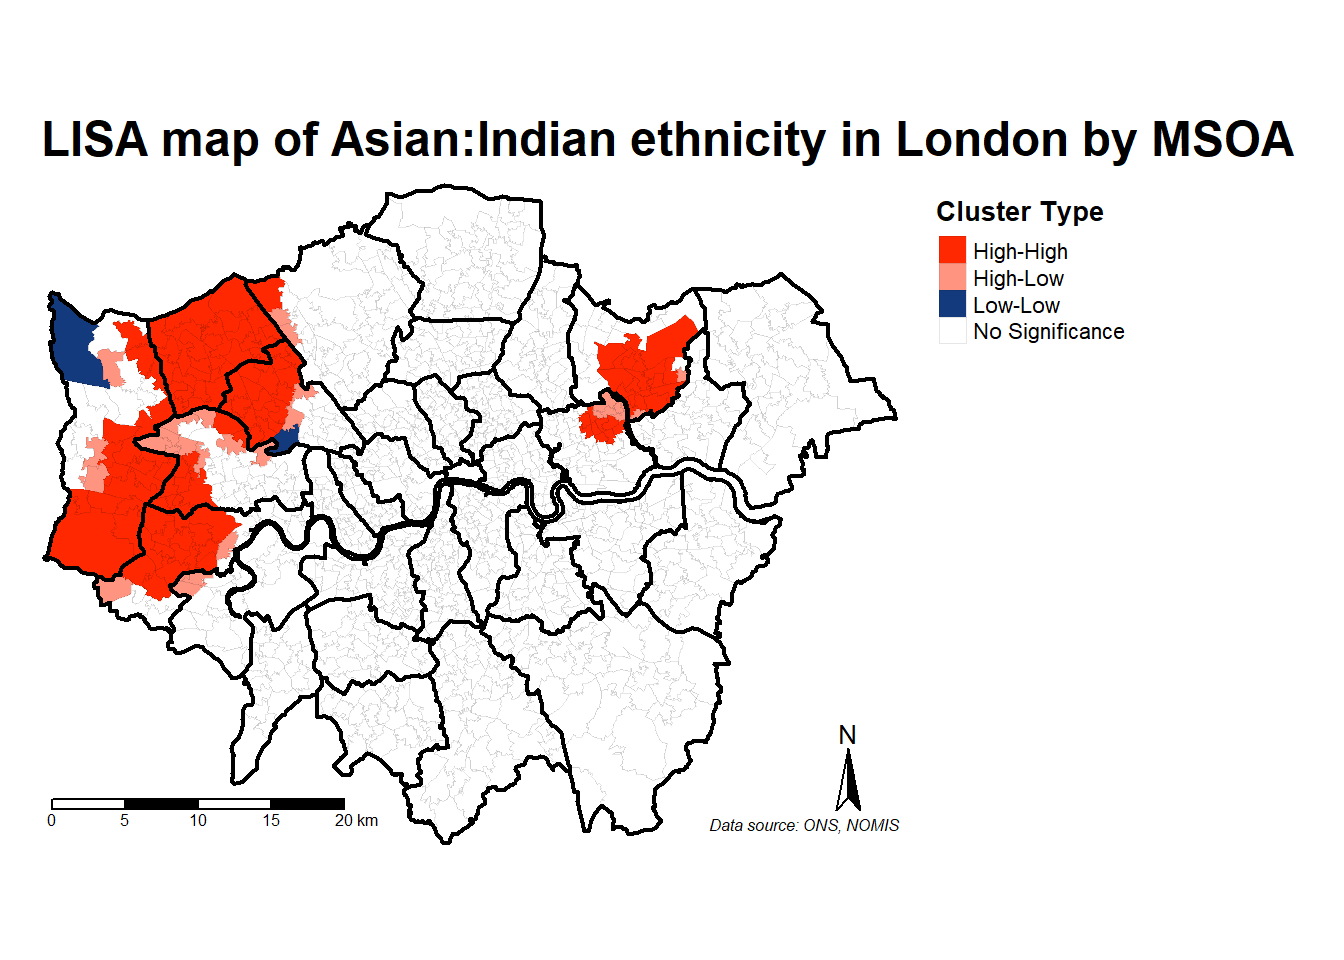 LISA map of Asian:Indian ethnicity in London by MSOA
Cluster Type
High-High
High-Low
Low-Low
No Significance
N
0 5 10 15 20 km
Data source: ONS, NOMIS